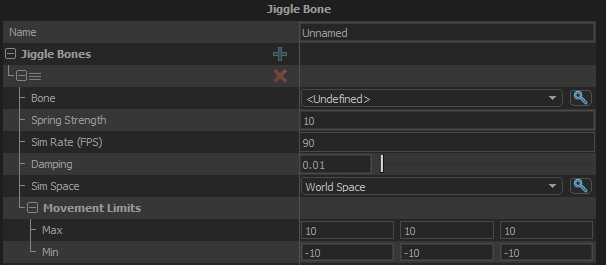 Jiggle Bone
Name Unnamed
Jiggle Bones
Bone <Undefined>
Spring Strength 10
Sim Rate (FPS) 90
Damping 0.01
Sim Space World Space
Movement Limits
Max 10 10 10
Min -10 -10 -10